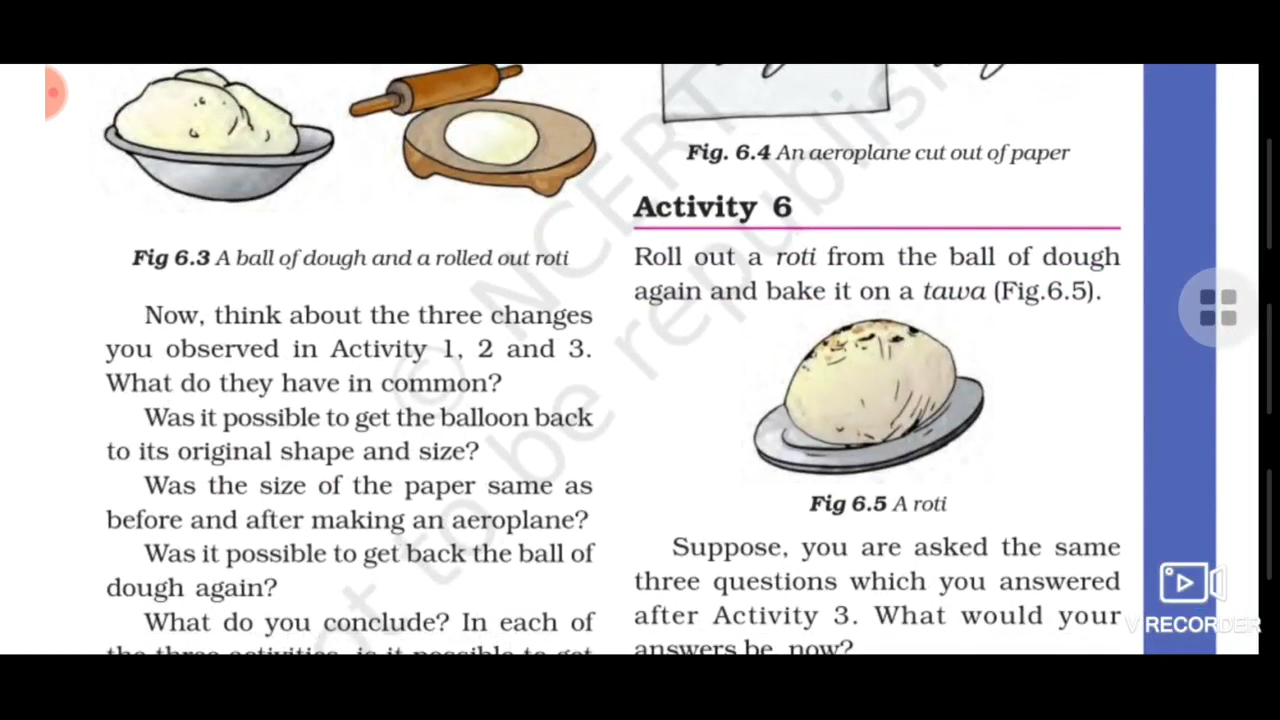 Fig 6.3 A ball of dough and a rolled out roti
Now, think about the three changes
you observed in Activity 1, 2 and 3.
What do they have in common?
Was it possible to get the balloon back
to its original shape and size?
Was the size of the paper same as
before and after making an aeroplane?
Was it possible to get back the ball of
dough again?
What do you conclude? In each of
the three activities, is it possible to get
Fig. 6.4 An aeroplane cut out of paper
Activity 6
Roll out a roti from the ball of dough
again and bake it on a tawa (Fig.6.5).
Fig 6.5 A roti
Suppose, you are asked the same
three questions which you answered
after Activity 3. What would your
answers be, now?
© NCERT
not to be republish
V RECORDER